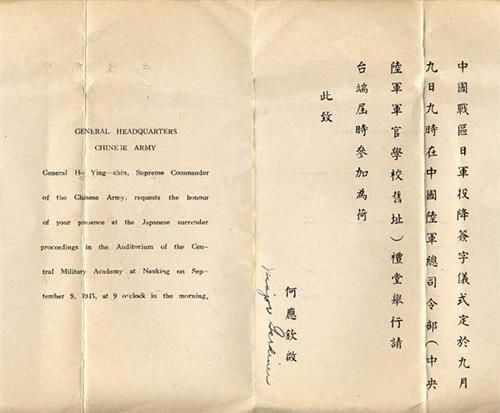 GENERAL HEADQUARTERS
CHINESE ARMY
General Ho Ying-chin, Supreme Commander
of the Chinese Army, requests the honour
of your presence at the Japanese surrender
proceedings in the Auditorium of the Cen-
tral Military Academy at Nanking on Sep-
tember 9, 1945, at 9 o'clock in the morning.
中國戰區日軍投降簽字儀式定於九月
九日九時在中國陸軍總司令部（中央
陸軍軍官學校舊址）禮堂舉行請
台端屆時參加為荷
此致
何應欽啟
Major Gardiner